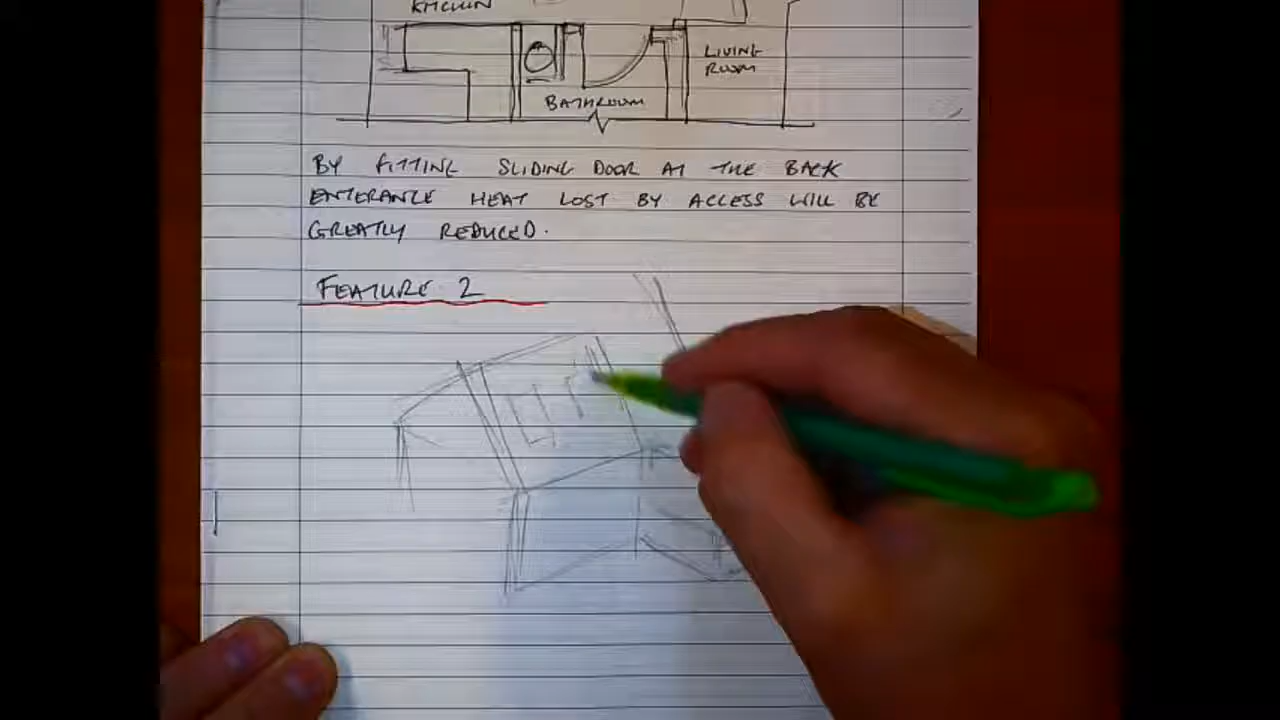 KITCHEN
LIVING
ROOM
BATHROOM
BY FITTING SLIDING DOOR AT THE BACK
ENTERANCE HEAT LOST BY ACCESS WILL BE
GREATLY REDUCED.
FEATURE 2